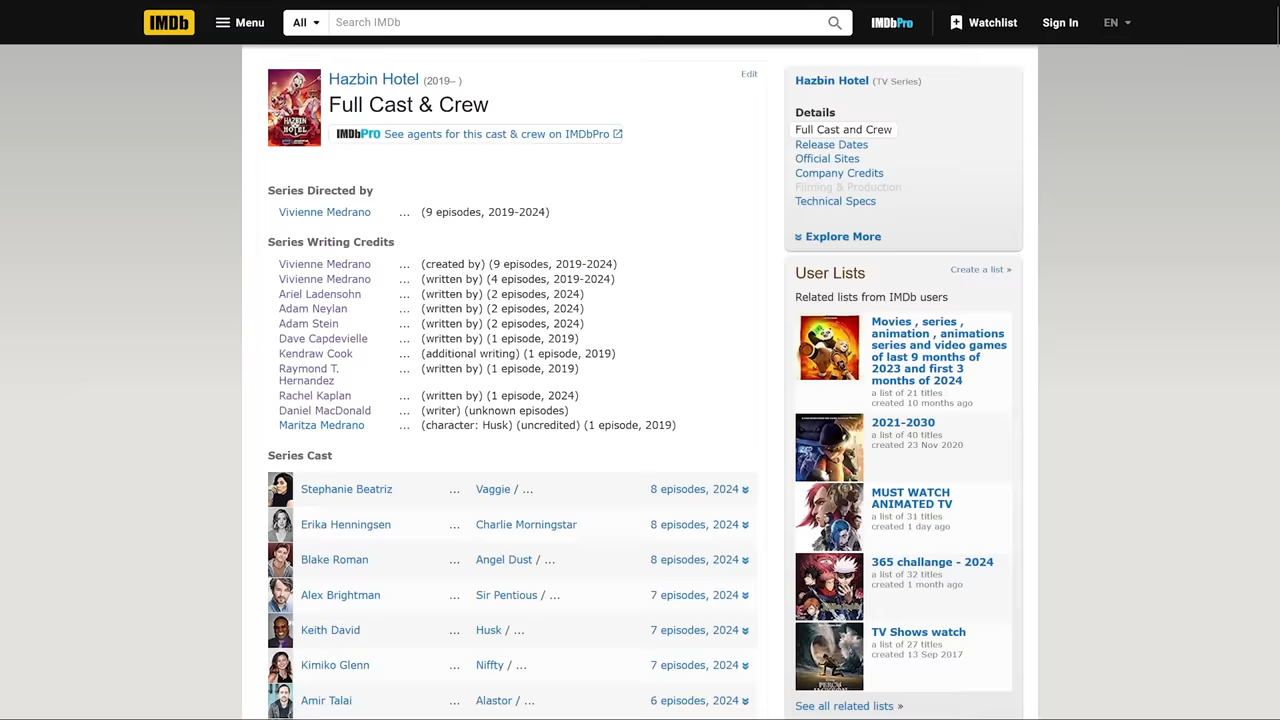 IMDb Menu All Search IMDb IMDbPro Watchlist Sign In EN
Hazbin Hotel (2019– ) Edit
Full Cast & Crew
IMDbPro See agents for this cast & crew on IMDbPro
Series Directed by
Vivienne Medrano ... (9 episodes, 2019-2024)
Series Writing Credits
Vivienne Medrano ... (created by) (9 episodes, 2019-2024)
Vivienne Medrano ... (written by) (4 episodes, 2019-2024)
Ariel Ladensohn ... (written by) (2 episodes, 2024)
Adam Neylan ... (written by) (2 episodes, 2024)
Adam Stein ... (written by) (2 episodes, 2024)
Dave Capdevielle ... (written by) (1 episode, 2019)
Kendraw Cook ... (additional writing) (1 episode, 2019)
Raymond T. ... (written by) (1 episode, 2019)
Hernandez
Rachel Kaplan ... (written by) (1 episode, 2024)
Daniel MacDonald ... (writer) (unknown episodes)
Maritza Medrano ... (character: Husk) (uncredited) (1 episode, 2019)
Series Cast
Stephanie Beatriz ... Vaggie / ... 8 episodes, 2024
Erika Henningsen ... Charlie Morningstar 8 episodes, 2024
Blake Roman ... Angel Dust / ... 8 episodes, 2024
Alex Brightman ... Sir Pentious / ... 7 episodes, 2024
Keith David ... Husk / ... 7 episodes, 2024
Kimiko Glenn ... Niffty / ... 7 episodes, 2024
Amir Talai ... Alastor / ... 6 episodes, 2024
Hazbin Hotel (TV Series)
Details
Full Cast and Crew
Release Dates
Official Sites
Company Credits
Filming & Production
Technical Specs
Explore More
User Lists Create a list »
Related lists from IMDb users
Movies , series ,
animation , animations
series and video games
of last 9 months of
2023 and first 3
months of 2024
a list of 21 titles
created 10 months ago
2021-2030
a list of 40 titles
created 23 Nov 2020
MUST WATCH
ANIMATED TV
a list of 31 titles
created 1 day ago
365 challange - 2024
a list of 32 titles
created 1 month ago
TV Shows watch
a list of 27 titles
created 13 Sep 2017
See all related lists »
HAZBIN
HOTEL